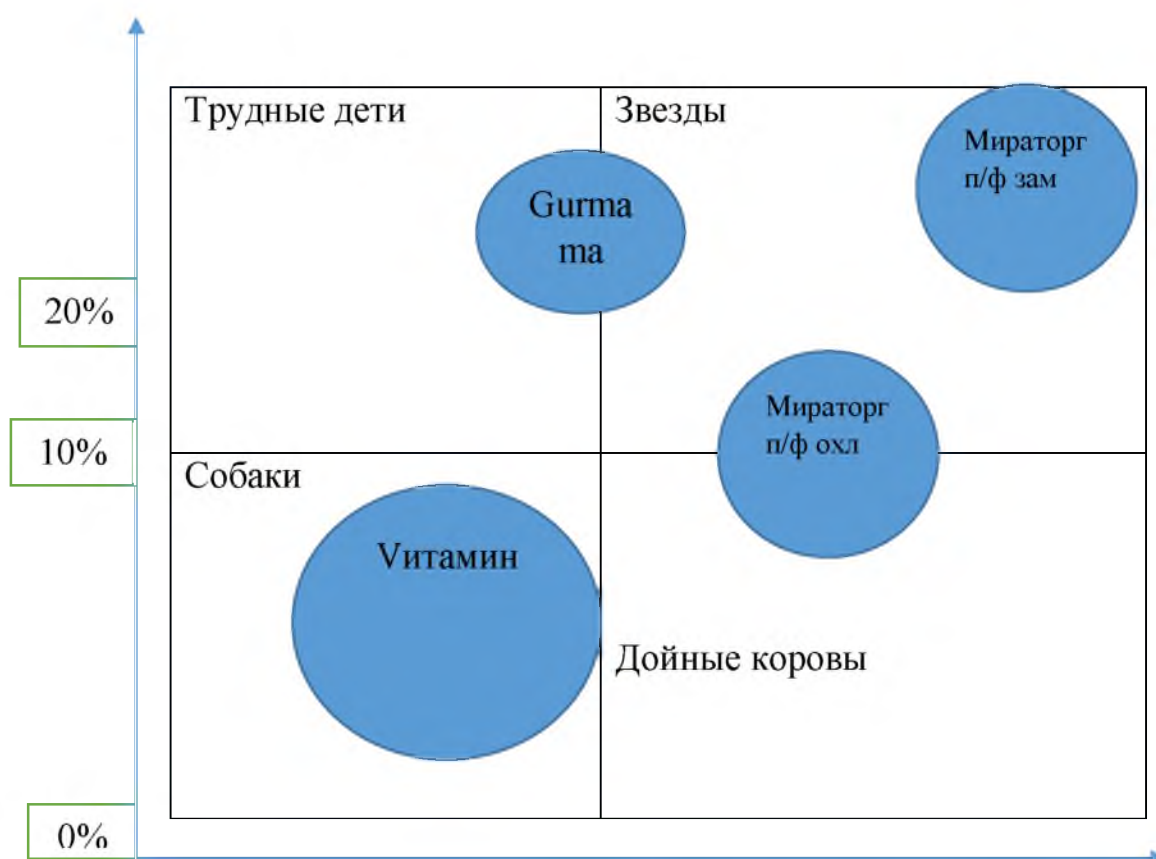 Трудные дети
Звезды
Мираторг
п/ф зам
Gurma
ma
20%
Мираторг
п/ф охл
10%
Собаки
Vитамин
Дойные коровы
0%